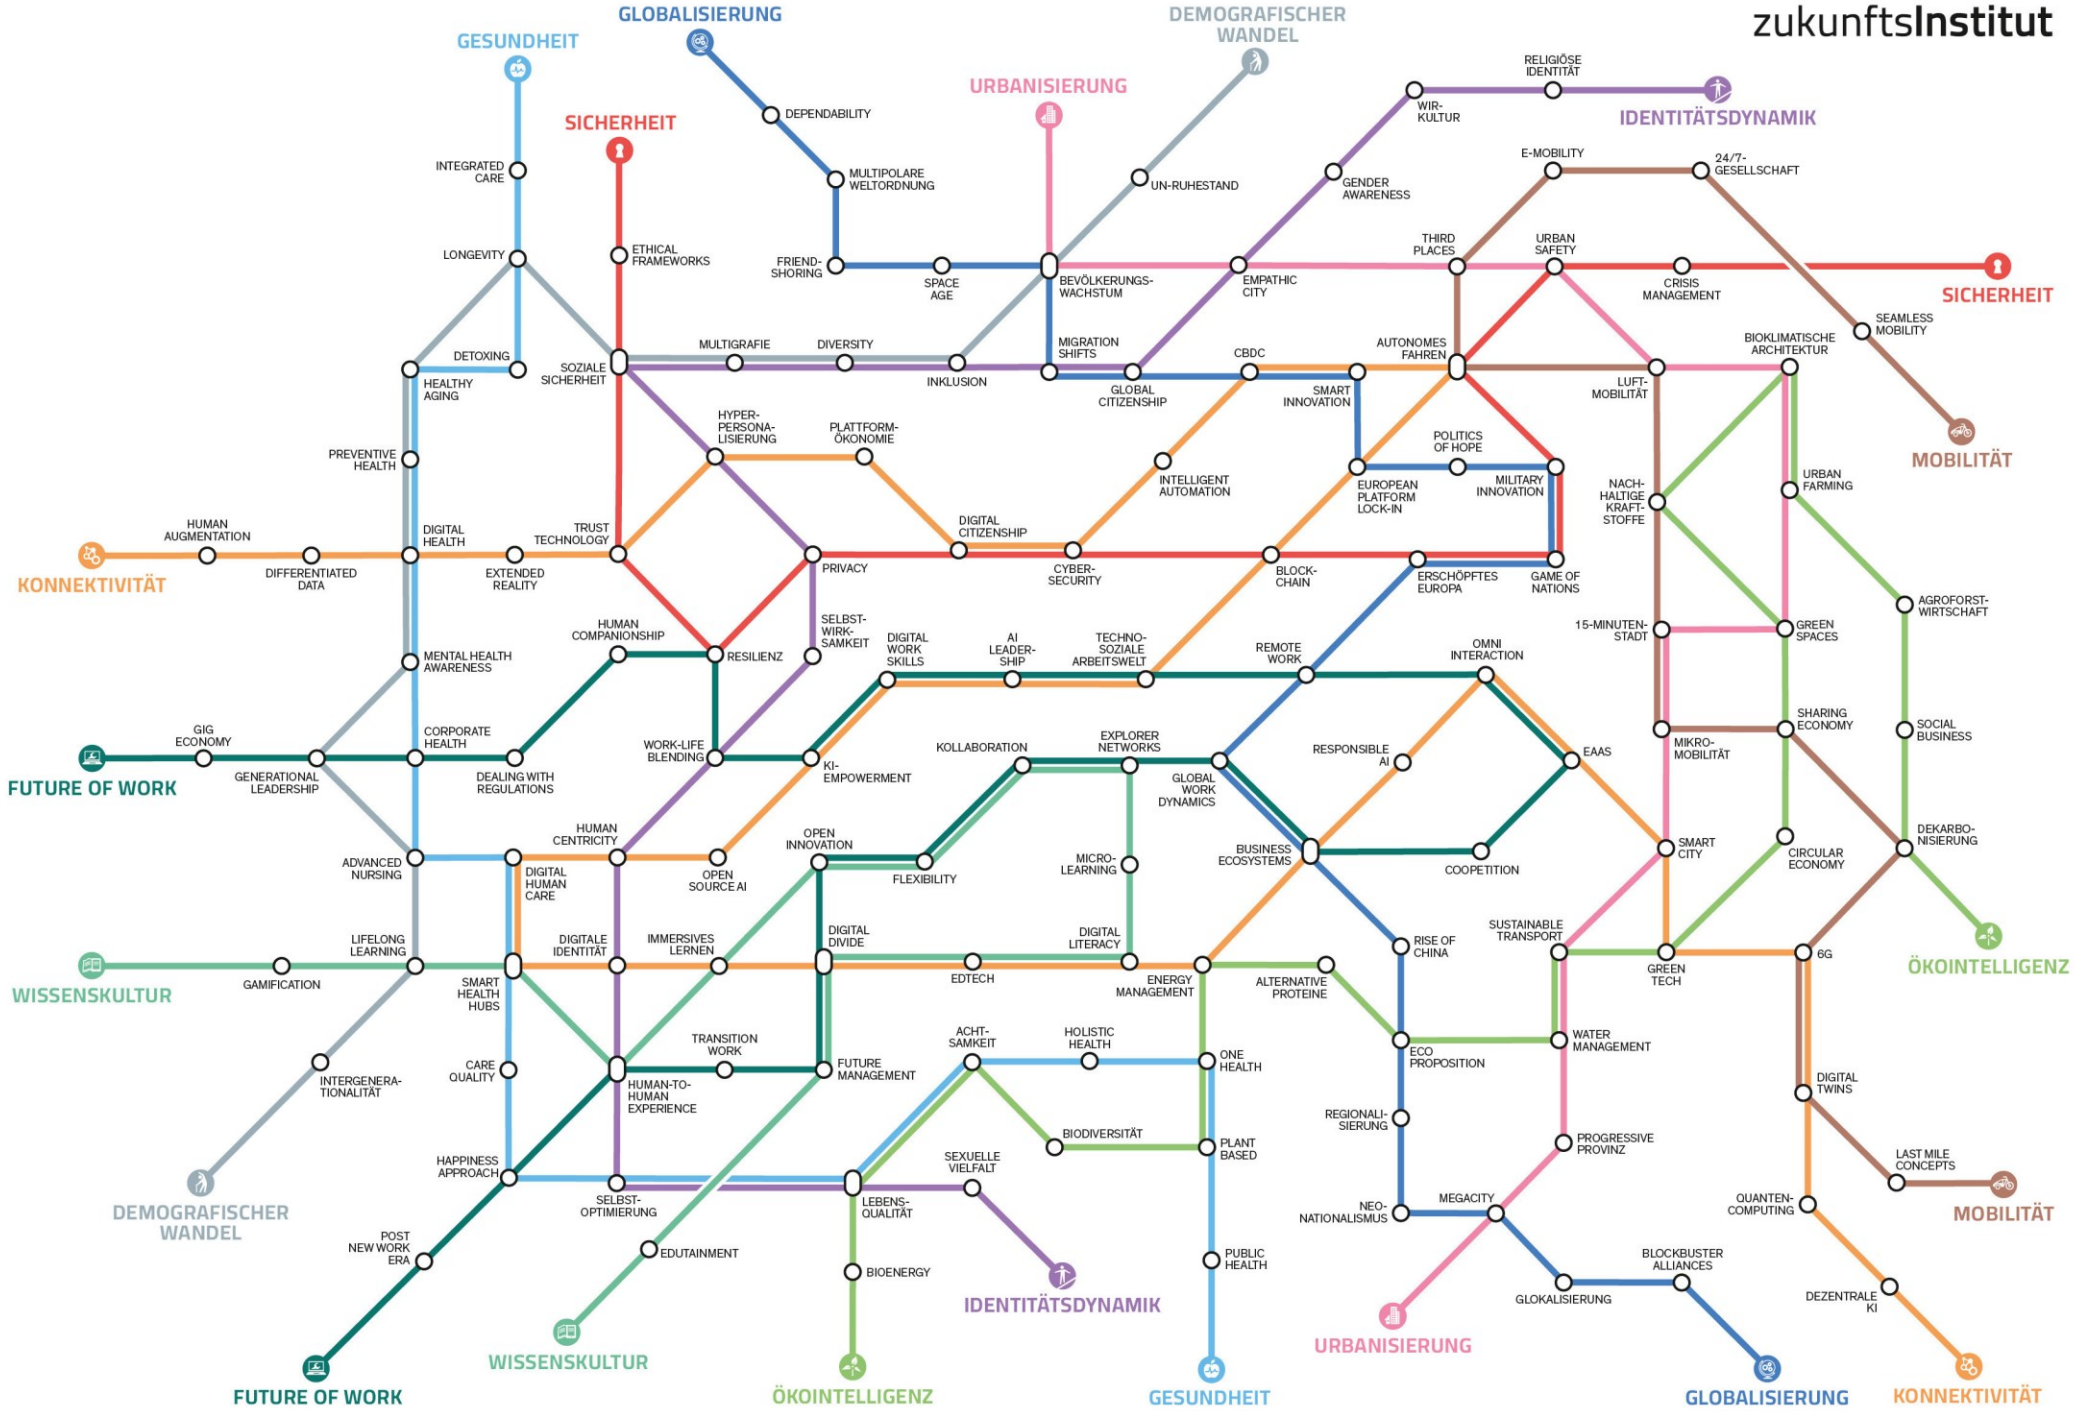 zukunftsInstitut
GLOBALISIERUNG
DEMOGRAFISCHER
WANDEL
GESUNDHEIT
RELIGIÖSE
IDENTITÄT
URBANISIERUNG
WIR-
KULTUR
IDENTITÄTSDYNAMIK
DEPENDABILITY
SICHERHEIT
E-MOBILITY
24/7-
GESELLSCHAFT
INTEGRATED
CARE
MULTIPOLARE
WELTORDNUNG
UN-RUHESTAND
GENDER
AWARENESS
LONGEVITY
ETHICAL
FRAMEWORKS
FRIEND-
SHORING
SPACE
AGE
BEVÖLKERUNGS-
WACHSTUM
EMPATHIC
CITY
THIRD
PLACES
URBAN
SAFETY
CRISIS
MANAGEMENT
SICHERHEIT
SEAMLESS
MOBILITY
DETOXING
HEALTHY
AGING
SOZIALE
SICHERHEIT
MULTIGRAFIE
DIVERSITY
INKLUSION
MIGRATION
SHIFTS
GLOBAL
CITIZENSHIP
CBDC
SMART
INNOVATION
AUTONOMES
FAHREN
LUFT-
MOBILITÄT
BIOKLIMATISCHE
ARCHITEKTUR
MOBILITÄT
PREVENTIVE
HEALTH
HYPER-
PERSONA-
LISIERUNG
PLATTFORM-
ÖKONOMIE
INTELLIGENT
AUTOMATION
EUROPEAN
PLATFORM
LOCK-IN
POLITICS
OF HOPE
MILITARY
INNOVATION
NACH-
HALTIGE
KRAFT-
STOFFE
URBAN
FARMING
KONNEKTIVITÄT
HUMAN
AUGMENTATION
DIFFERENTIATED
DATA
DIGITAL
HEALTH
EXTENDED
REALITY
TRUST
TECHNOLOGY
PRIVACY
DIGITAL
CITIZENSHIP
CYBER-
SECURITY
BLOCK-
CHAIN
ERSCHÖPFTES
EUROPA
GAME OF
NATIONS
AGROFORST-
WIRTSCHAFT
MENTAL HEALTH
AWARENESS
HUMAN
COMPANIONSHIP
RESILIENZ
SELBST-
WIRK-
SAMKEIT
DIGITAL
WORK
SKILLS
AI
LEADER-
SHIP
TECHNO-
SOZIALE
ARBEITSWELT
REMOTE
WORK
OMNI
INTERACTION
15-MINUTEN-
STADT
GREEN
SPACES
FUTURE OF WORK
GIG
ECONOMY
GENERATIONAL
LEADERSHIP
CORPORATE
HEALTH
DEALING WITH
REGULATIONS
WORK-LIFE
BLENDING
KI-
EMPOWERMENT
KOLLABORATION
EXPLORER
NETWORKS
GLOBAL
WORK
DYNAMICS
RESPONSIBLE
AI
EAAS
MIKRO-
MOBILITÄT
SHARING
ECONOMY
SOCIAL
BUSINESS
ADVANCED
NURSING
DIGITAL
HUMAN
CARE
HUMAN
CENTRICITY
OPEN
SOURCE AI
OPEN
INNOVATION
FLEXIBILITY
MICRO-
LEARNING
BUSINESS
ECOSYSTEMS
COOPETITION
SMART
CITY
CIRCULAR
ECONOMY
DEKARBO-
NISIERUNG
WISSENSKULTUR
GAMIFICATION
LIFELONG
LEARNING
SMART
HEALTH
HUBS
DIGITALE
IDENTITÄT
IMMERSIVES
LERNEN
DIGITAL
DIVIDE
EDTECH
DIGITAL
LITERACY
ENERGY
MANAGEMENT
ALTERNATIVE
PROTEINE
RISE OF
CHINA
SUSTAINABLE
TRANSPORT
GREEN
TECH
6G
ÖKOINTELLIGENZ
INTERGENERA-
TIONALITÄT
CARE
QUALITY
HUMAN-TO-
HUMAN
EXPERIENCE
TRANSITION
WORK
FUTURE
MANAGEMENT
ACHT-
SAMKEIT
HOLISTIC
HEALTH
ONE
HEALTH
ECO
PROPOSITION
WATER
MANAGEMENT
DIGITAL
TWINS
DEMOGRAFISCHER
WANDEL
HAPPINESS
APPROACH
SELBST-
OPTIMIERUNG
LEBENS-
QUALITÄT
SEXUELLE
VIELFALT
BIODIVERSITÄT
PLANT
BASED
REGIONALI-
SIERUNG
PROGRESSIVE
PROVINZ
LAST MILE
CONCEPTS
MOBILITÄT
POST
NEW WORK
ERA
EDUTAINMENT
BIOENERGY
IDENTITÄTSDYNAMIK
PUBLIC
HEALTH
NEO-
NATIONALISMUS
MEGACITY
GLOKALISIERUNG
BLOCKBUSTER
ALLIANCES
QUANTEN-
COMPUTING
DEZENTRALE
KI
FUTURE OF WORK
WISSENSKULTUR
ÖKOINTELLIGENZ
GESUNDHEIT
URBANISIERUNG
GLOBALISIERUNG
KONNEKTIVITÄT